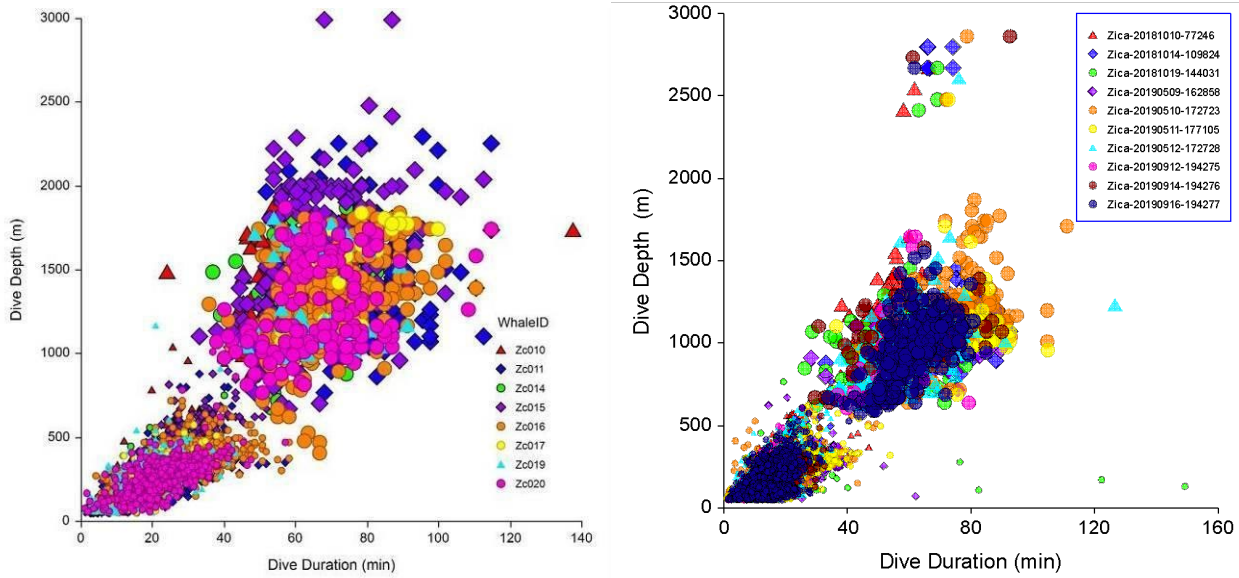 3000
2500
2000
1500
1000
500
0
Dive Depth (m)
0 20 40 60 80 100 120 140
Dive Duration (min)
WhaleID
Zc010
Zc011
Zc014
Zc015
Zc016
Zc017
Zc019
Zc020
3000
2500
2000
1500
1000
500
0
Dive Depth (m)
0 40 80 120 160
Dive Duration (min)
Zica-20181010-77246
Zica-20181014-109824
Zica-20181019-144031
Zica-20190509-162858
Zica-20190510-172723
Zica-20190511-177105
Zica-20190512-172728
Zica-20190912-194275
Zica-20190914-194276
Zica-20190916-194277